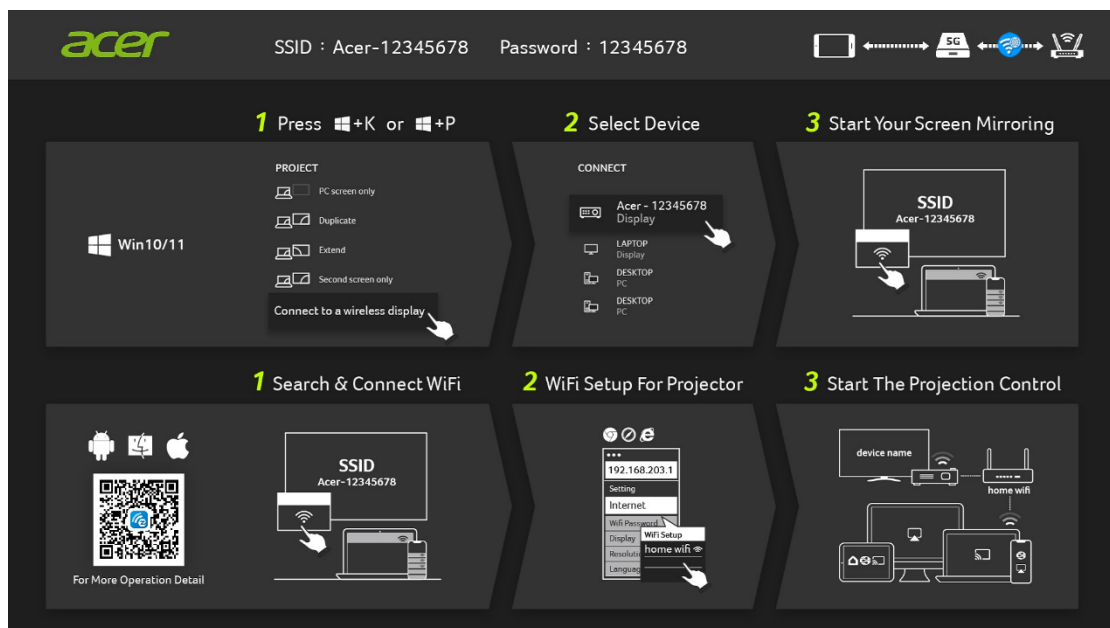 acer
SSID : Acer-12345678 Password : 12345678
5G
1 Press +K or +P
2 Select Device
3 Start Your Screen Mirroring
Win10/11
PROJECT
PC screen only
Duplicate
Extend
Second screen only
Connect to a wireless display
CONNECT
Acer - 12345678
Display
LAPTOP
Display
DESKTOP
PC
DESKTOP
PC
SSID
Acer-12345678
1 Search & Connect WiFi
2 WiFi Setup For Projector
3 Start The Projection Control
For More Operation Detail
SSID
Acer-12345678
192.168.203.1
Setting
Internet
Wifi Password
Display
WiFi Setup
home wifi
device name
home wifi